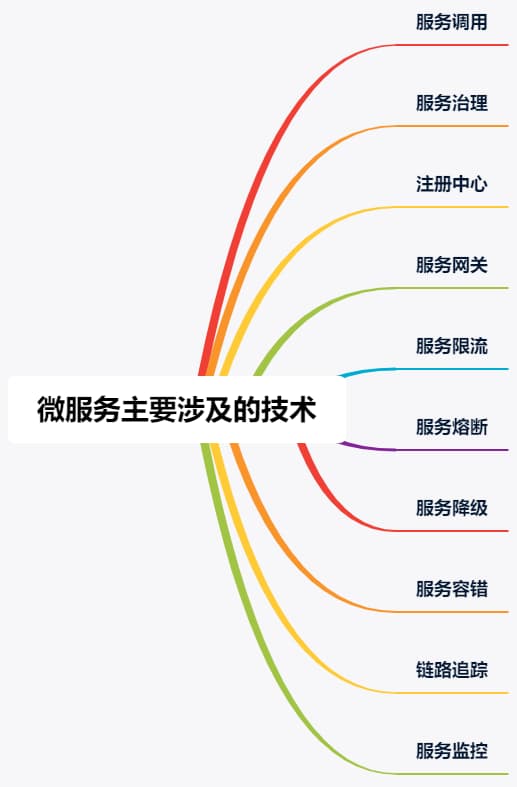 服务调用
服务治理
注册中心
服务网关
服务限流
微服务主要涉及的技术
服务熔断
服务降级
服务容错
链路追踪
服务监控